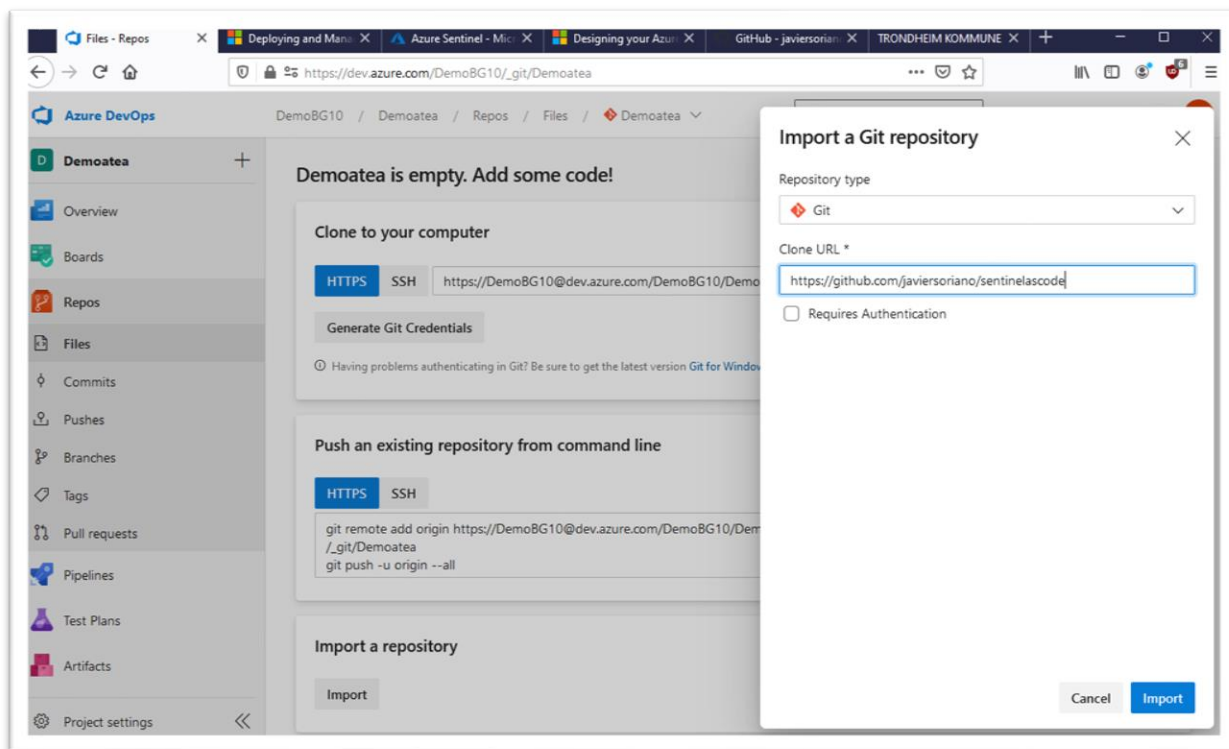 Files - Repos
Deploying and Mana
Azure Sentinel - Mic
Designing your Azur
GitHub - javiersorian
TRONDHEIM KOMMUNE
https://dev.azure.com/DemoBG10/_git/Demoatea
6
Azure DevOps
DemoBG10 / Demoatea / Repos / Files / Demoatea
D Demoatea
Overview
Boards
Repos
Files
Commits
Pushes
Branches
Tags
Pull requests
Pipelines
Test Plans
Artifacts
Project settings
Demoatea is empty. Add some code!
Clone to your computer
HTTPS SSH https://DemoBG10@dev.azure.com/DemoBG10/Demo
Generate Git Credentials
Having problems authenticating in Git? Be sure to get the latest version Git for Window
Push an existing repository from command line
HTTPS SSH
git remote add origin https://DemoBG10@dev.azure.com/DemoBG10/Dem
/_git/Demoatea
git push -u origin --all
Import a repository
Import
Import a Git repository
Repository type
Git
Clone URL *
https://github.com/javiersoriano/sentinelascode
Requires Authentication
Cancel Import